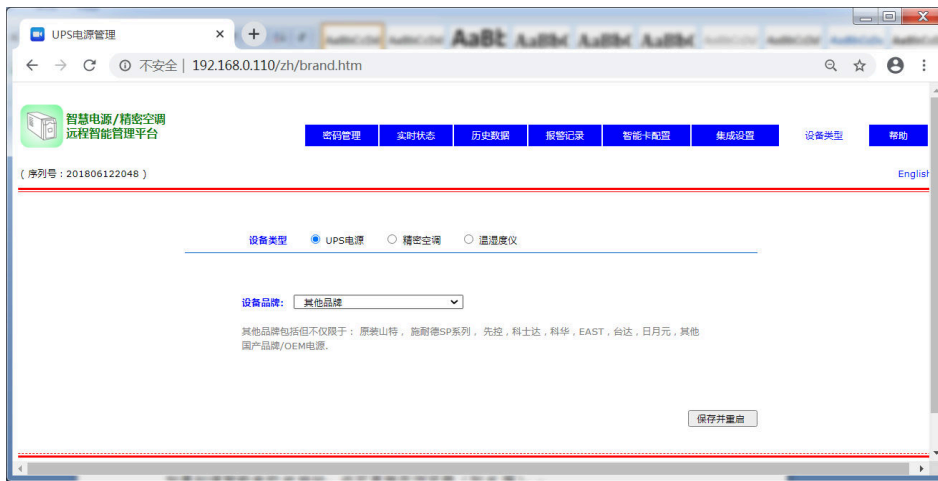 UPS电源管理
AaBt AaBb( AaBb( AaBb(
不安全 | 192.168.0.110/zh/brand.htm
智慧电源/精密空调
远程智能管理平台
密码管理 实时状态 历史数据 报警记录 智能卡配置 集成设置 设备类型 帮助
( 序列号：201806122048 )
English
设备类型 UPS电源 精密空调 温湿度仪
设备品牌: 其他品牌
其他品牌包括但不仅限于： 原装山特， 施耐德SP系列， 先控，科士达，科华，EAST，台达，日月元，其他
国产品牌/OEM电源.
保存并重启